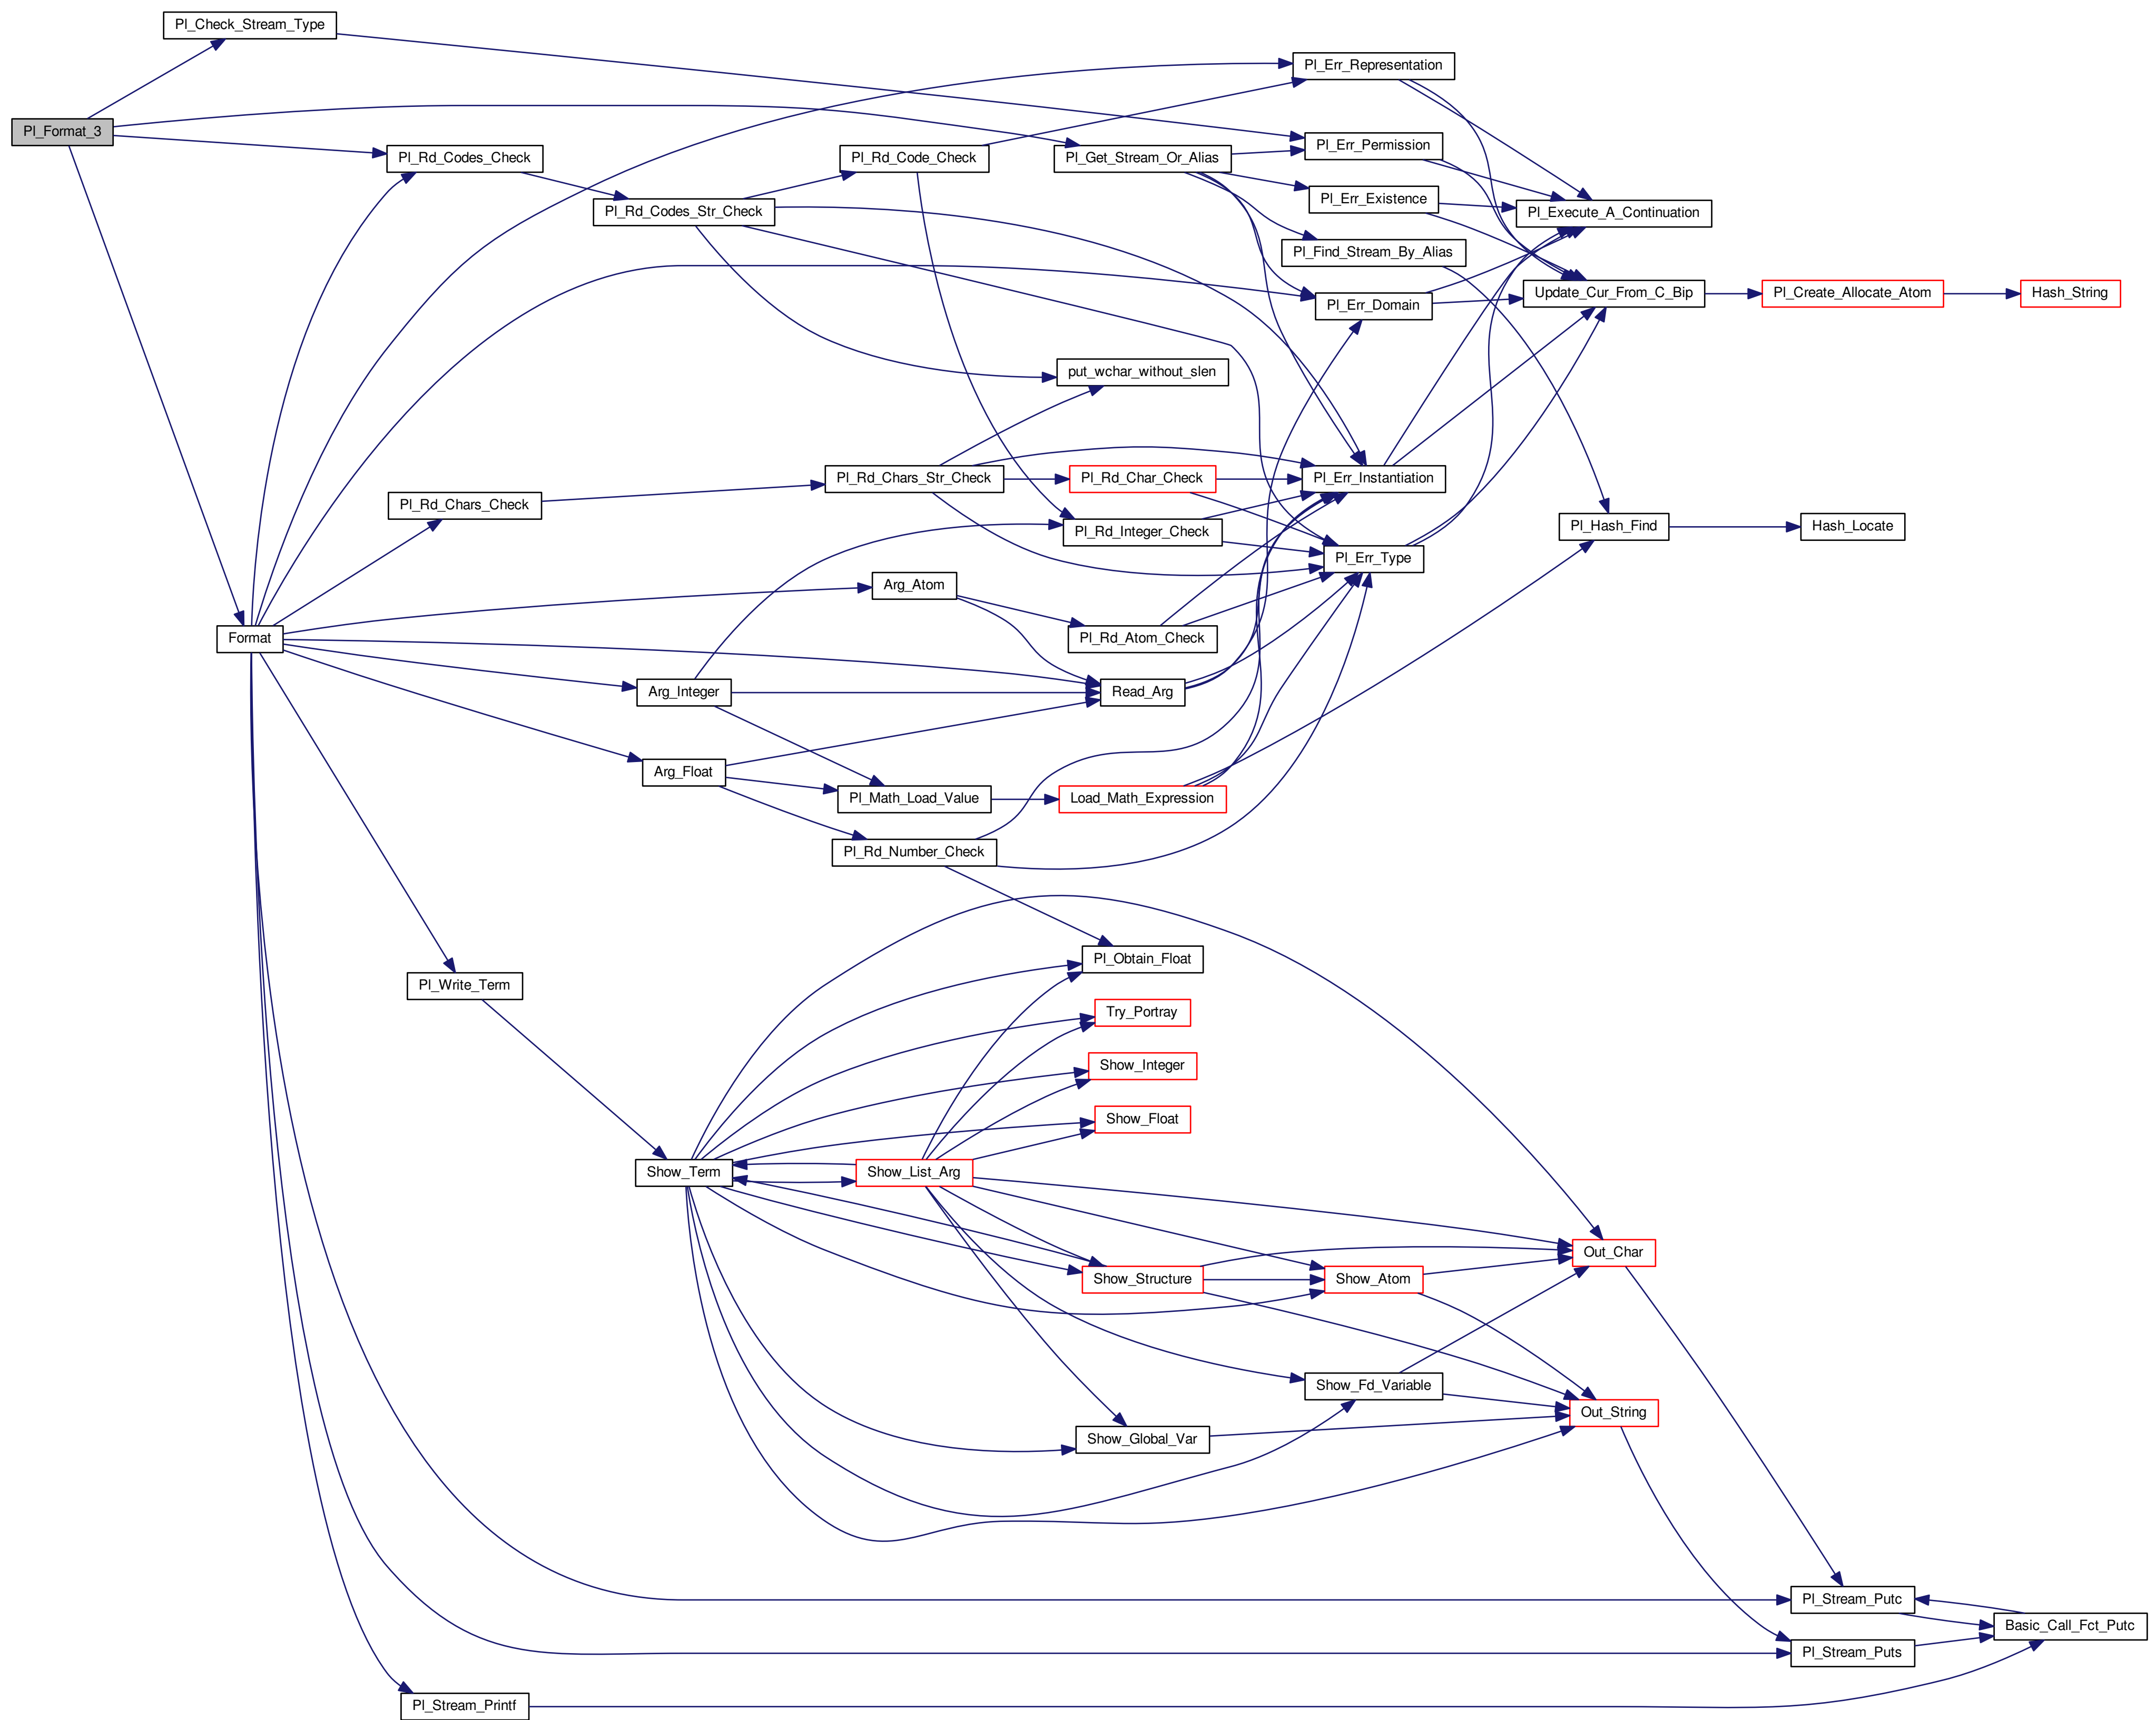 Pl_Check_Stream_Type
Pl_Err_Representation
Pl_Format_3
Pl_Err_Permission
Pl_Rd_Codes_Check
Pl_Rd_Code_Check
Pl_Get_Stream_Or_Alias
Pl_Err_Existence
Pl_Rd_Codes_Str_Check
Pl_Execute_A_Continuation
Pl_Find_Stream_By_Alias
Pl_Err_Domain
Update_Cur_From_C_Bip
Pl_Create_Allocate_Atom
Hash_String
put_wchar_without_slen
Pl_Rd_Chars_Str_Check
Pl_Rd_Char_Check
Pl_Err_Instantiation
Pl_Rd_Chars_Check
Pl_Rd_Integer_Check
Pl_Hash_Find
Hash_Locate
Pl_Err_Type
Arg_Atom
Format
Pl_Rd_Atom_Check
Arg_Integer
Read_Arg
Arg_Float
Pl_Math_Load_Value
Load_Math_Expression
Pl_Rd_Number_Check
Pl_Obtain_Float
Pl_Write_Term
Try_Portray
Show_Integer
Show_Float
Show_Term
Show_List_Arg
Out_Char
Show_Structure
Show_Atom
Show_Fd_Variable
Out_String
Show_Global_Var
Pl_Stream_Putc
Basic_Call_Fct_Putc
Pl_Stream_Puts
Pl_Stream_Printf